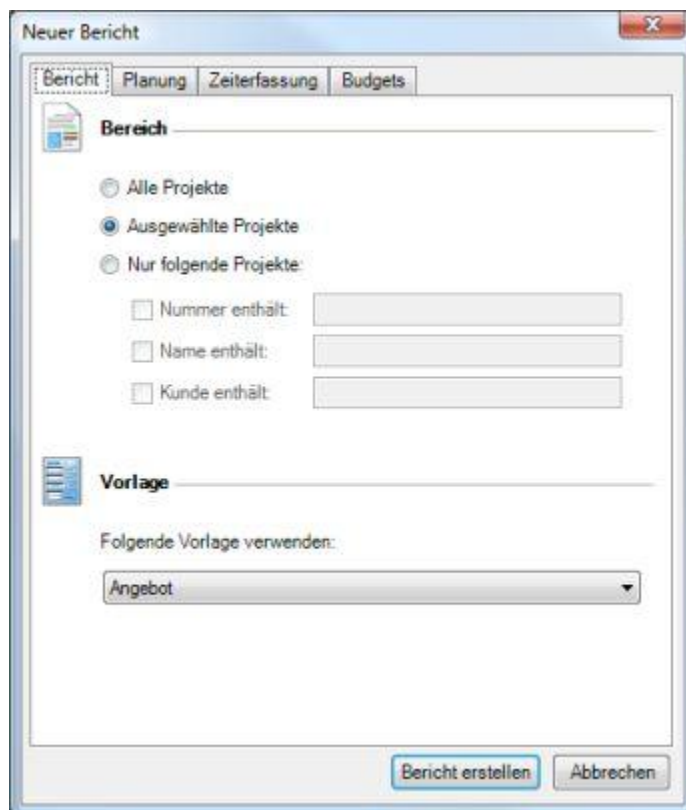 Neuer Bericht
Bericht Planung Zeiterfassung Budgets
Bereich
Alle Projekte
Ausgewählte Projekte
Nur folgende Projekte:
Nummer enthält:
Name enthält:
Kunde enthält:
Vorlage
Folgende Vorlage verwenden:
Angebot
Bericht erstellen Abbrechen